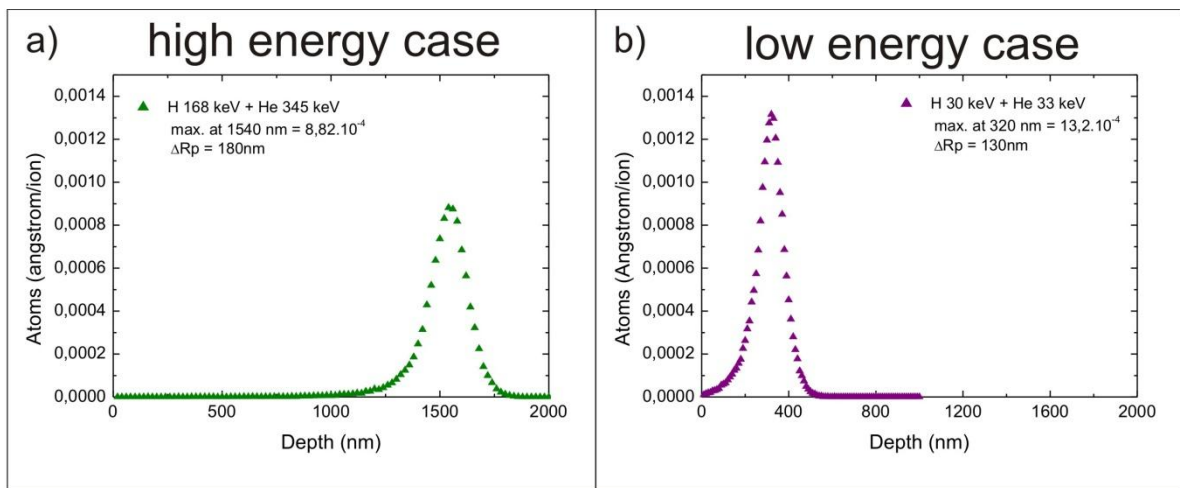 a) high energy case
H 168 keV + He 345 keV
max. at 1540 nm = 8,82.10⁻⁴
ΔRp = 180nm
0,0014
0,0012
0,0010
0,0008
0,0006
0,0004
0,0002
0,0000
Atoms (angstrom/ion)
0 500 1000 1500 2000
Depth (nm)
b) low energy case
H 30 keV + He 33 keV
max. at 320 nm = 13,2.10⁻⁴
ΔRp = 130nm
0,0014
0,0012
0,0010
0,0008
0,0006
0,0004
0,0002
0,0000
Atoms (Angstrom/ion)
0 400 800 1200 1600 2000
Depth (nm)